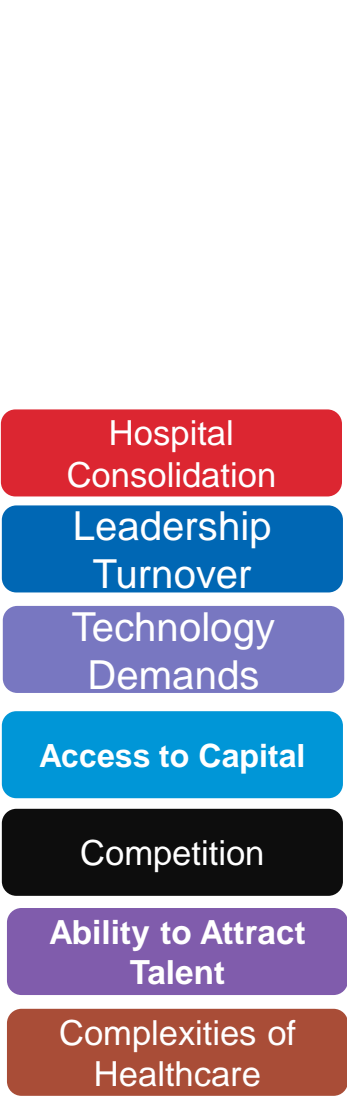 Hospital
Consolidation
Leadership
Turnover
Technology
Demands
Access to Capital
Competition
Ability to Attract
Talent
Complexities of
Healthcare